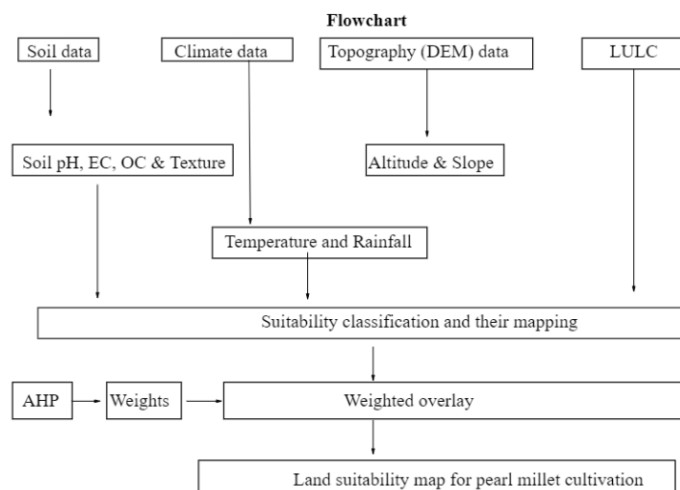 Flowchart
Soil data
Climate data
Topography (DEM) data
LULC
Soil pH, EC, OC & Texture
Altitude & Slope
Temperature and Rainfall
Suitability classification and their mapping
AHP
Weights
Weighted overlay
Land suitability map for pearl millet cultivation